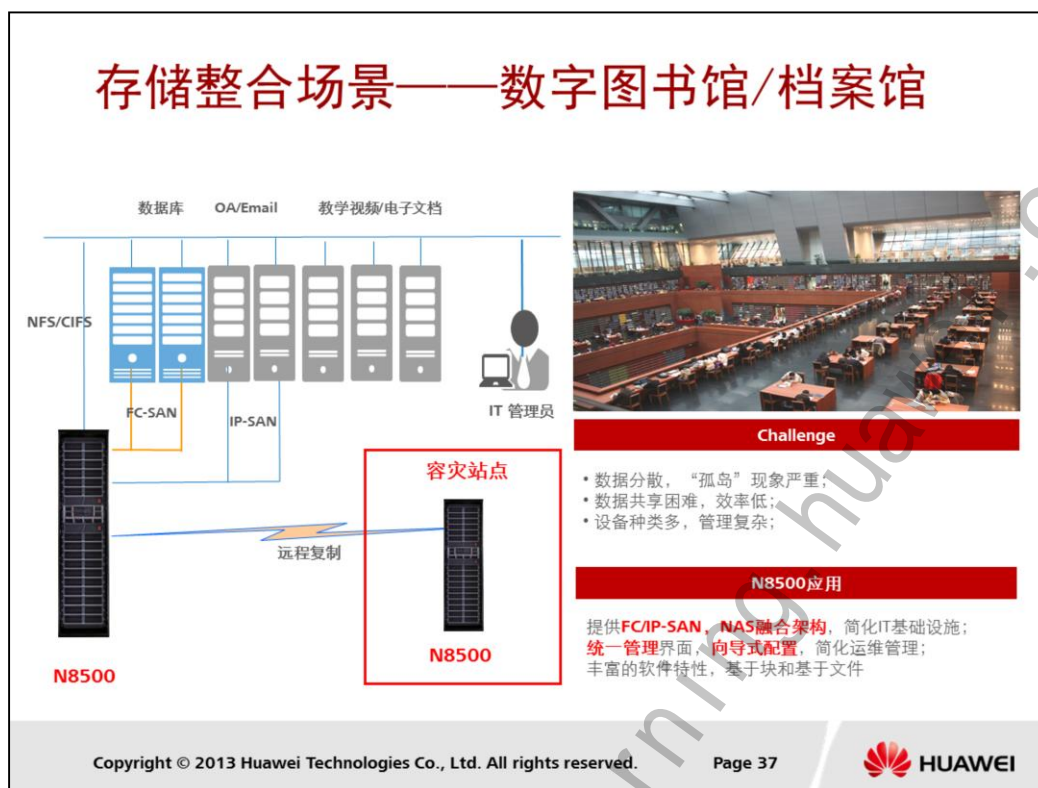 存储整合场景——数字图书馆/档案馆
数据库 OA/Email 教学视频/电子文档
NFS/CIFS
FC-SAN
IP-SAN
IT 管理员
容灾站点
远程复制
N8500
N8500
Challenge
• 数据分散，“孤岛”现象严重；
• 数据共享困难，效率低；
• 设备种类多，管理复杂；
N8500应用
提供FC/IP-SAN，NAS融合架构，简化IT基础设施；
统一管理界面，向导式配置，简化运维管理；
丰富的软件特性，基于块和基于文件
Copyright © 2013 Huawei Technologies Co., Ltd. All rights reserved. Page 37
HUAWEI
rning.huaw